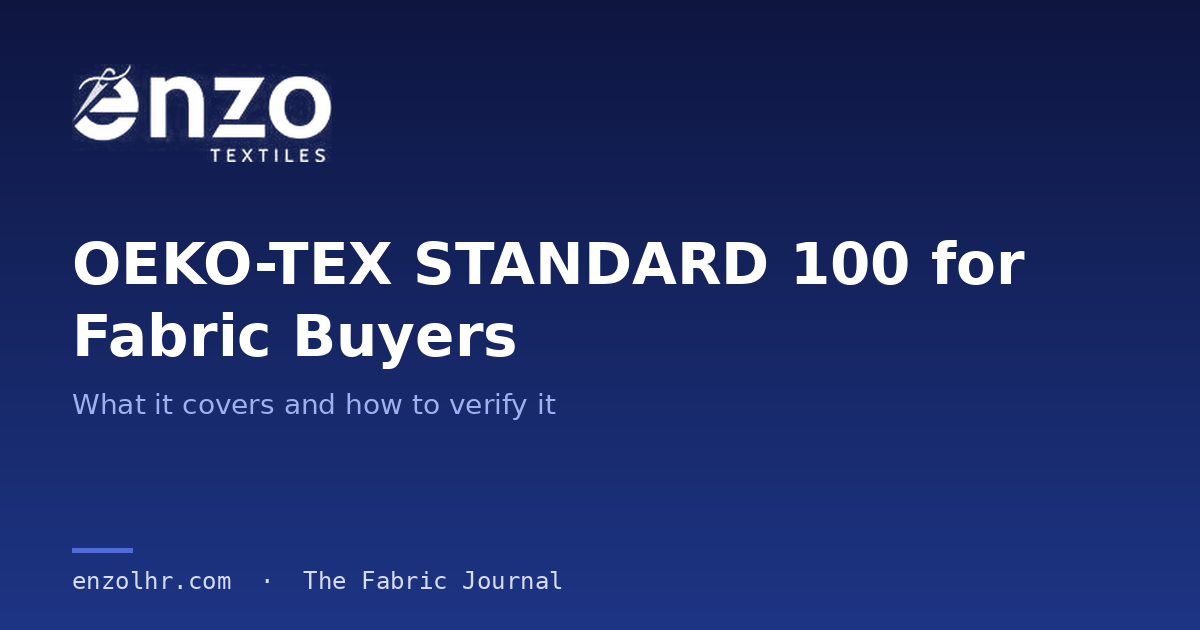 enzo
TEXTILES
OEKO-TEX STANDARD 100 for
Fabric Buyers
What it covers and how to verify it
enzolhr.com · The Fabric Journal